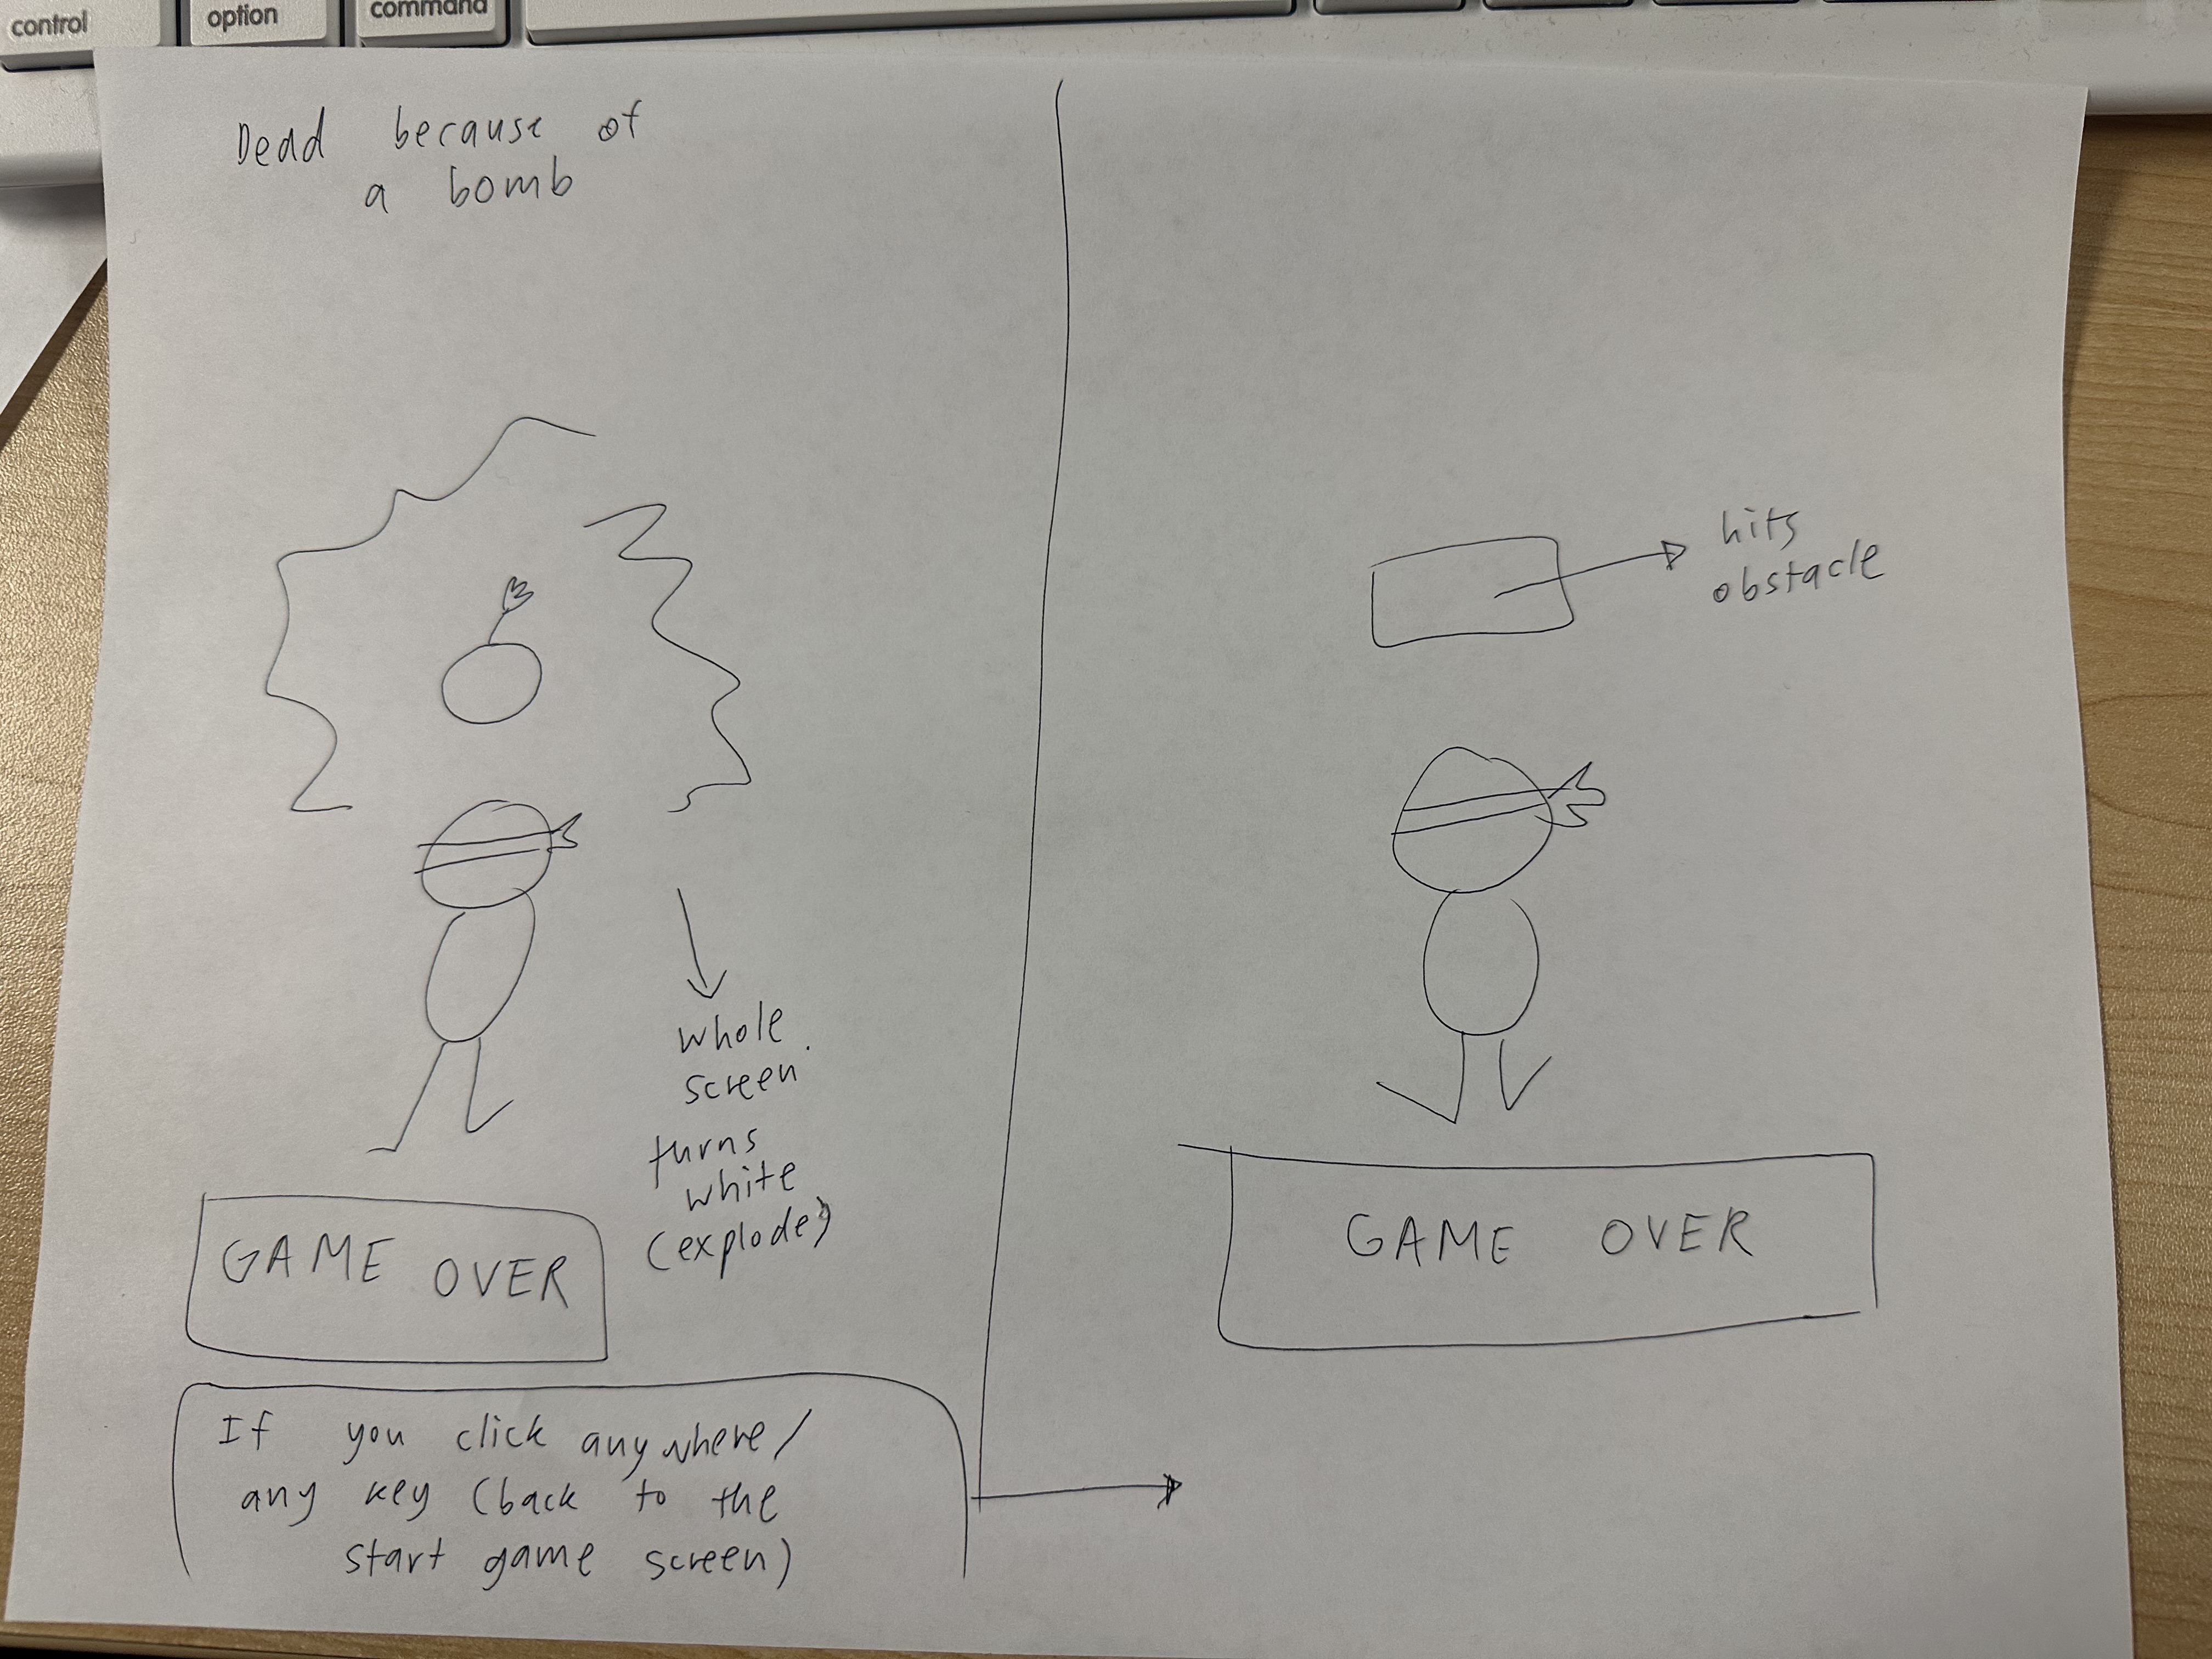 Dead because of
a bomb
whole
screen.
turns
white
(explode)
GAME OVER
If you click anywhere/
any key (back to the
start game screen)
hits
obstacle
GAME OVER
control
option
command